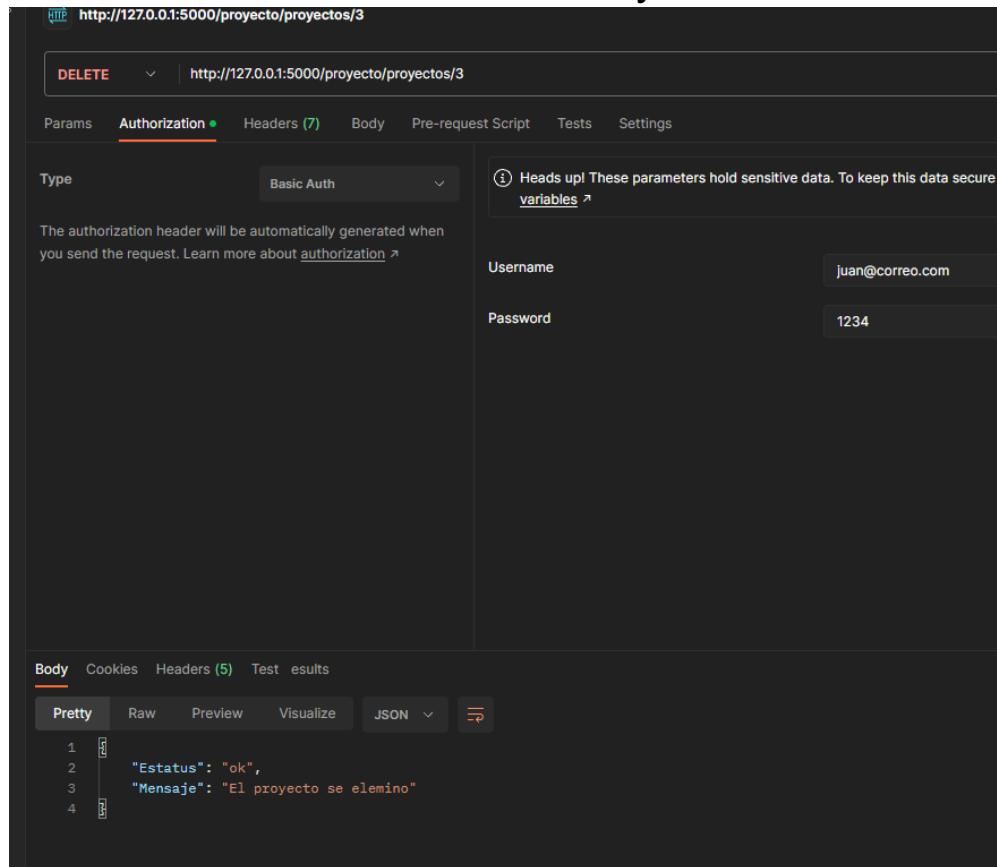 HTTP http://127.0.0.1:5000/proyecto/proyectos/3
DELETE http://127.0.0.1:5000/proyecto/proyectos/3
Params Authorization Headers (7) Body Pre-request Script Tests Settings
Type Basic Auth
The authorization header will be automatically generated when
you send the request. Learn more about authorization
Heads up! These parameters hold sensitive data. To keep this data secure
variables
Username juan@correo.com
Password 1234
Body Cookies Headers (5) Test esults
Pretty Raw Preview Visualize JSON
1 {
2 "Estatus": "ok",
3 "Mensaje": "El proyecto se elemino"
4 }